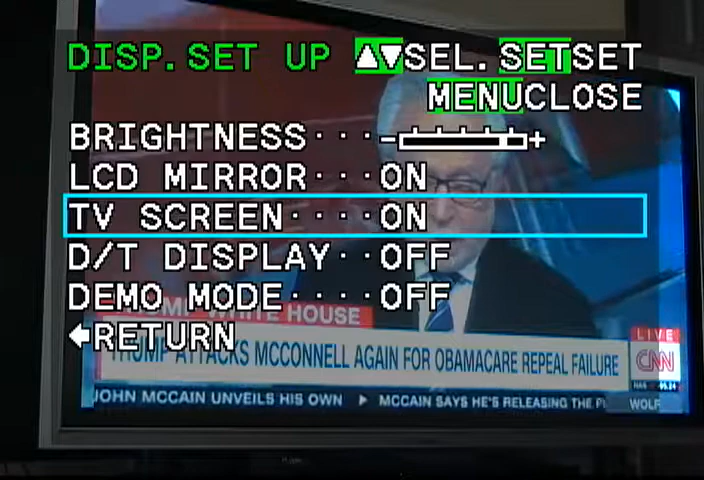 DISP. SET UP ▲▼SEL. SETSET
MENUCLOSE
BRIGHTNESS···-+
LCD MIRROR···ON
TV SCREEN····ON
D/T DISPLAY··OFF
DEMO MODE····OFF
←RETURN
TRUMP WHITE HOUSE
TRUMP ATTACKS MCCONNELL AGAIN FOR OBAMACARE REPEAL FAILURE
LIVE
CNN
JOHN MCCAIN UNVEILS HIS OWN ▶ MCCAIN SAYS HE'S RELEASING THE
WOLF